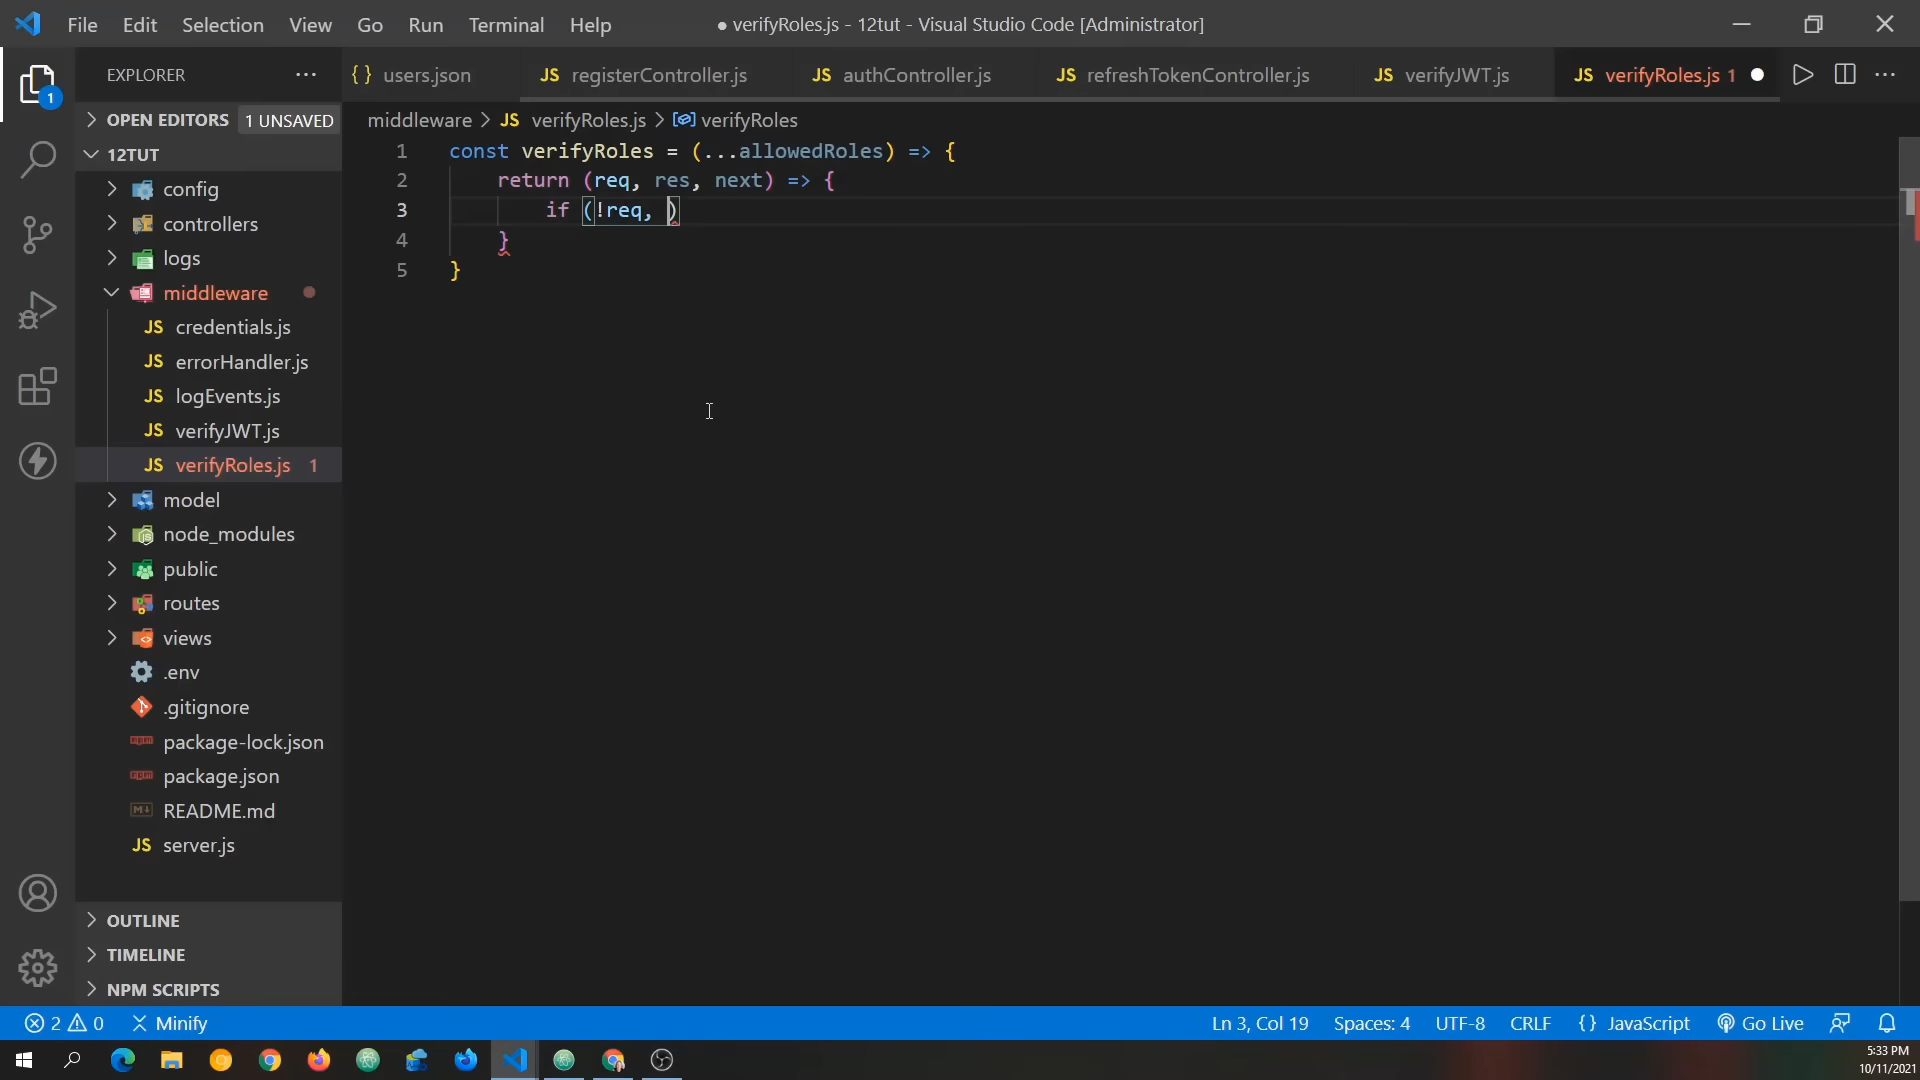 File Edit Selection View Go Run Terminal Help
● verifyRoles.js - 12tut - Visual Studio Code [Administrator]
EXPLORER
{ } users.json
JS registerController.js
JS authController.js
JS refreshTokenController.js
JS verifyJWT.js
JS verifyRoles.js 1
1
OPEN EDITORS 1 UNSAVED
middleware > JS verifyRoles.js > verifyRoles
12TUT
config
controllers
logs
middleware
JS credentials.js
JS errorHandler.js
JS logEvents.js
JS verifyJWT.js
JS verifyRoles.js 1
model
node_modules
public
routes
views
.env
.gitignore
package-lock.json
package.json
README.md
JS server.js
OUTLINE
TIMELINE
NPM SCRIPTS
1 const verifyRoles = (...allowedRoles) => {
2 return (req, res, next) => {
3 if (!req, )
4 }
5 }
2 0 Minify
Ln 3, Col 19 Spaces: 4 UTF-8 CRLF { } JavaScript Go Live
5:33 PM
10/11/2021